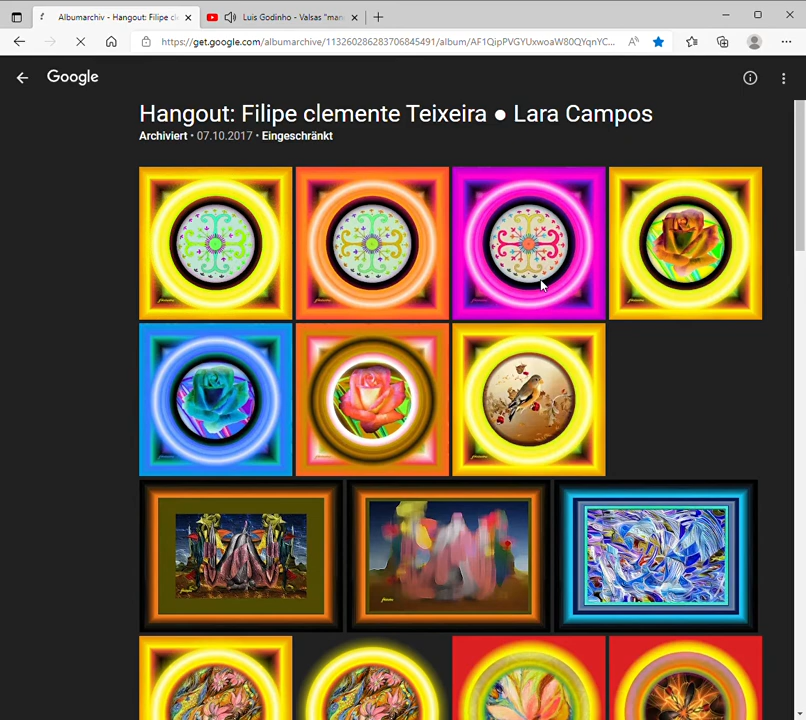 Albumarchiv - Hangout: Filipe cl
Luis Godinho - Valsas "man
https://get.google.com/albumarchive/113260286283706845491/album/AF1QipPVGYUxwoaW80QYqnYC...
Google
Hangout: Filipe clemente Teixeira ● Lara Campos
Archiviert • 07.10.2017 • Eingeschränkt